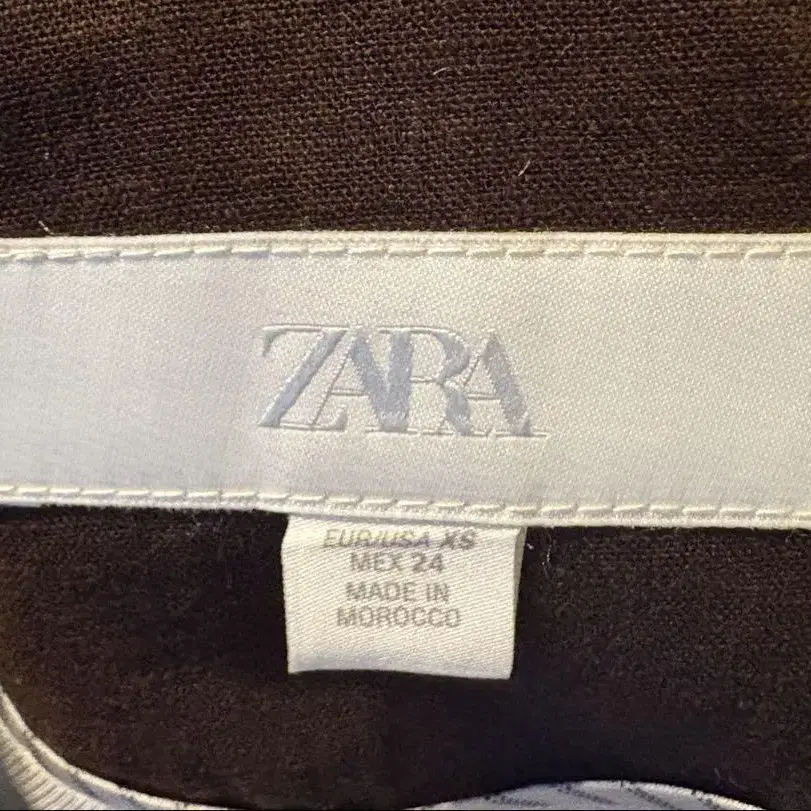 ZARA
EUR/USA XS
MEX 24
MADE IN
MOROCCO